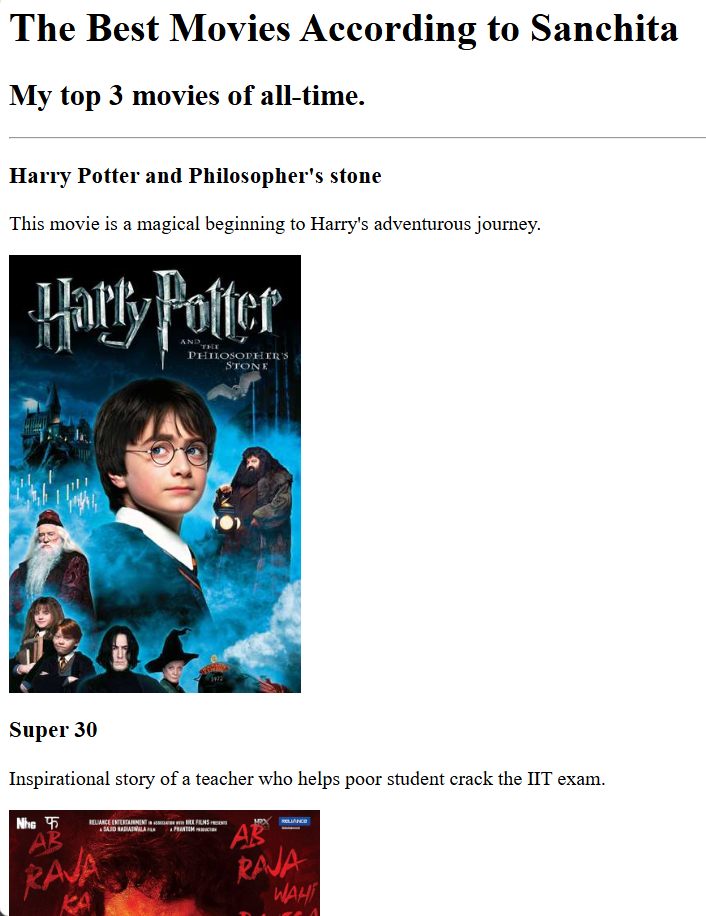 The Best Movies According to Sanchita
My top 3 movies of all-time.
Harry Potter and Philosopher's stone
This movie is a magical beginning to Harry's adventurous journey.
Harry Potter
AND THE
PHILOSOPHER'S
STONE
Super 30
Inspirational story of a teacher who helps poor student crack the IIT exam.
RELIANCE ENTERTAINMENT IN ASSOCIATION WITH HRX FILMS PRESENTS
A SAJID NADIADWALA FILM A PHANTOM PRODUCTION
HRX
RELIANCE
AB
RAJA
KA
AB
RAJA
WAHI